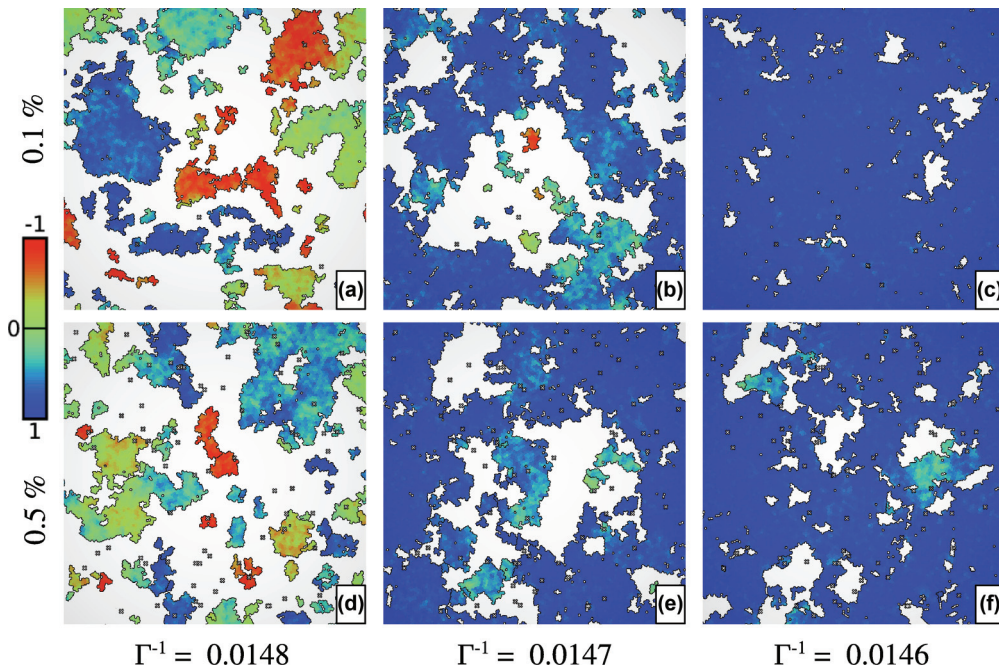 0.1 %
(a)
(b)
(c)
-1
0
1
0.5 %
(d)
(e)
(f)
Γ⁻¹ = 0.0148
Γ⁻¹ = 0.0147
Γ⁻¹ = 0.0146